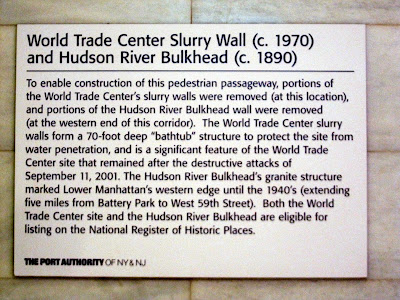 World Trade Center Slurry Wall (c. 1970)
and Hudson River Bulkhead (c. 1890)
To enable construction of this pedestrian passageway, portions of
the World Trade Center's slurry walls were removed (at this location),
and portions of the Hudson River Bulkhead wall were removed
(at the western end of this corridor). The World Trade Center slurry
walls form a 70-foot deep "bathtub" structure to protect the site from
water penetration, and is a significant feature of the World Trade
Center site that remained after the destructive attacks of
September 11, 2001. The Hudson River Bulkhead's granite structure
marked Lower Manhattan's western edge until the 1940's (extending
five miles from Battery Park to West 59th Street). Both the World
Trade Center site and the Hudson River Bulkhead are eligible for
listing on the National Register of Historic Places.
THE PORT AUTHORITY OF NY & NJ